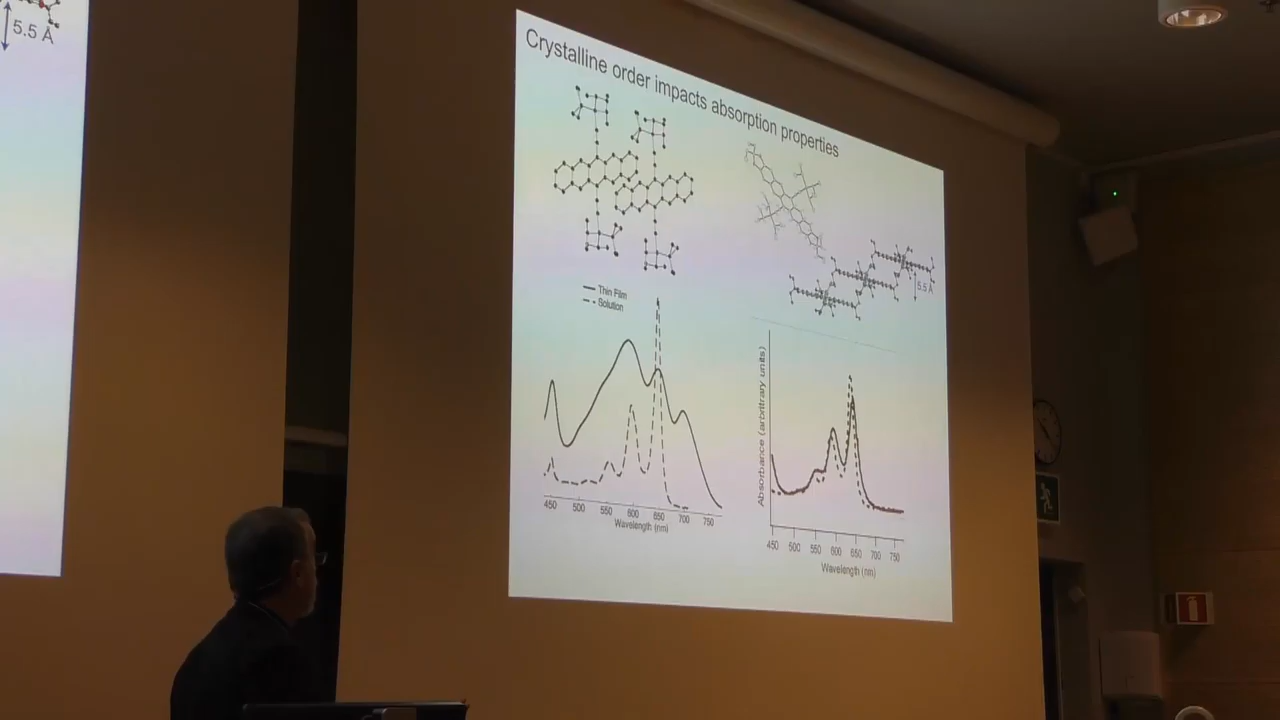 5.5 Å
Crystalline order impacts absorption properties
5.5 Å
Thin Film
Solution
450 500 550 600 650 700 750
Wavelength (nm)
Absorbance (arbritrary units)
450 500 550 600 650 700 750
Wavelength (nm)